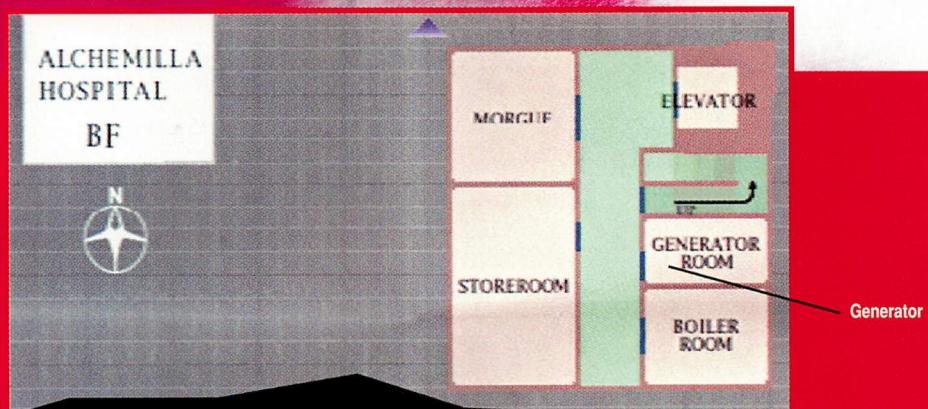 ALCHEMILLA
HOSPITAL
BF
N
MORGUE
ELEVATOR
UP
GENERATOR
ROOM
STOREROOM
Generator
BOILER
ROOM